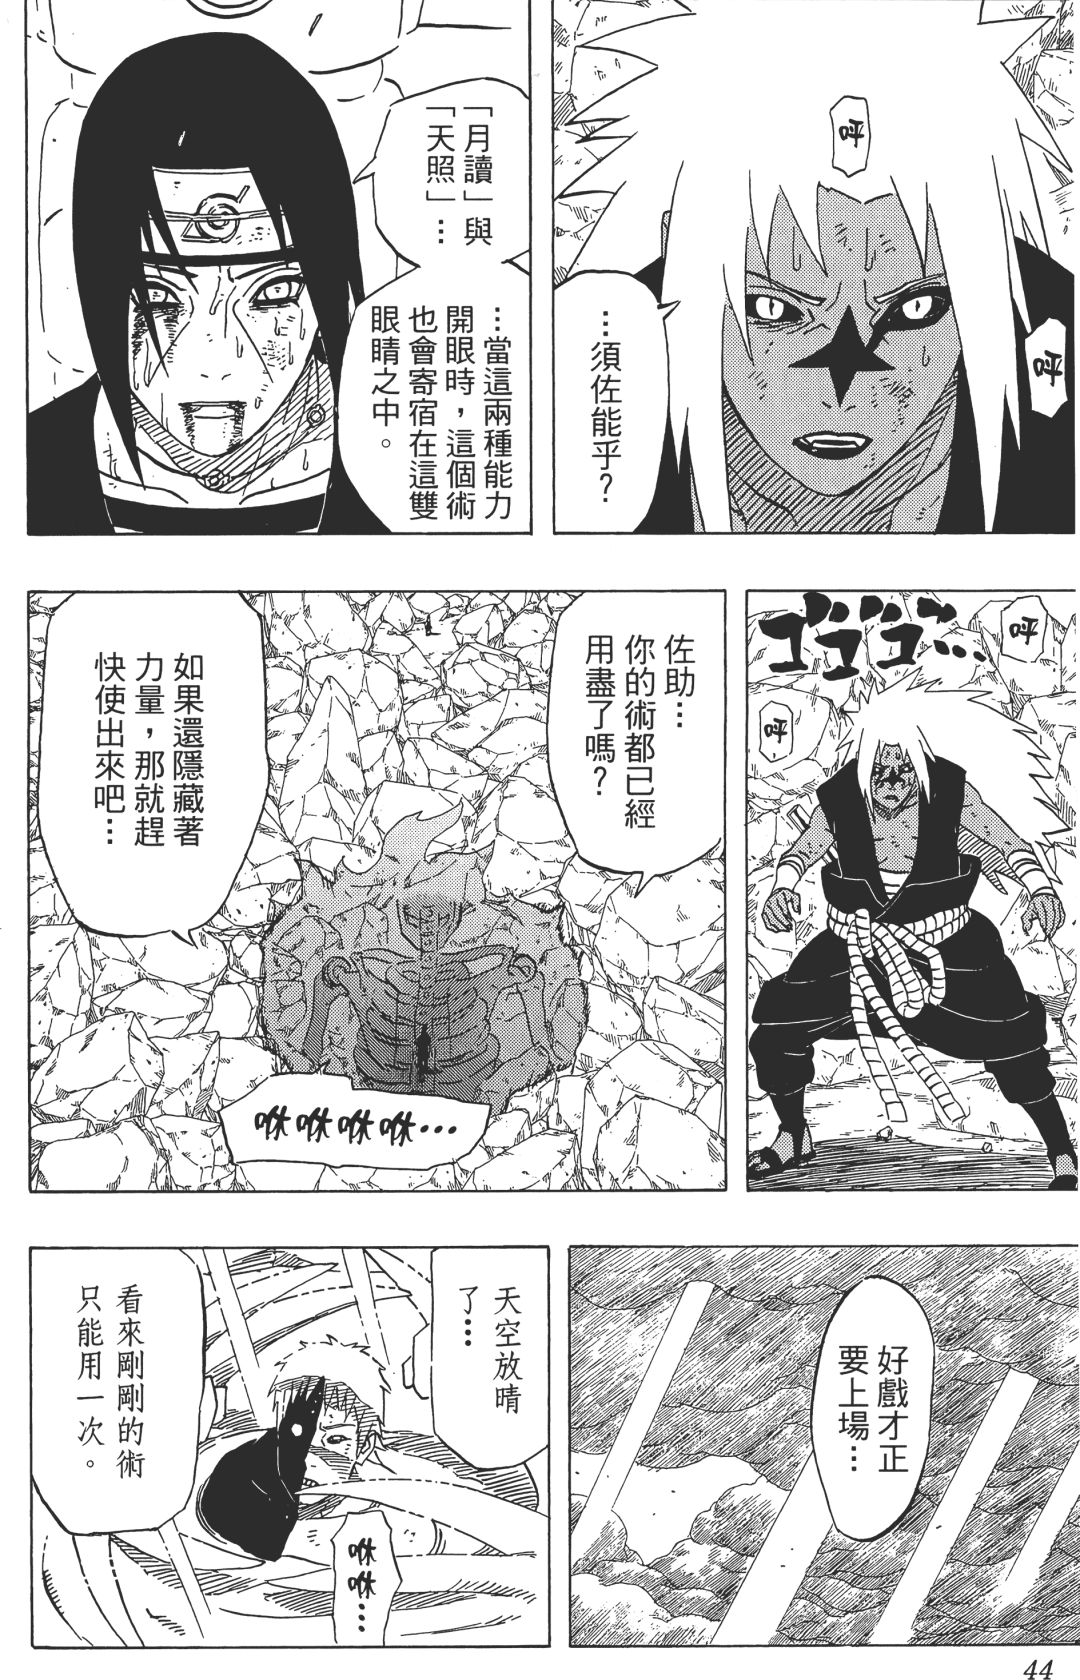 呼
呼
…須佐能乎？
「月讀」與
「天照」…
…當這兩種能力
開眼時，這個術
也會寄宿在這雙
眼睛之中。
呼
呼
ゴゴゴゴ…
佐助…
你的術都已經
用盡了嗎？
如果還隱藏著
力量，那就趕
快使出來吧…
咻咻咻咻…
好戲才正
要上場…
天空放晴
了…
看來剛剛的術
只能用一次。
咻咻…
44